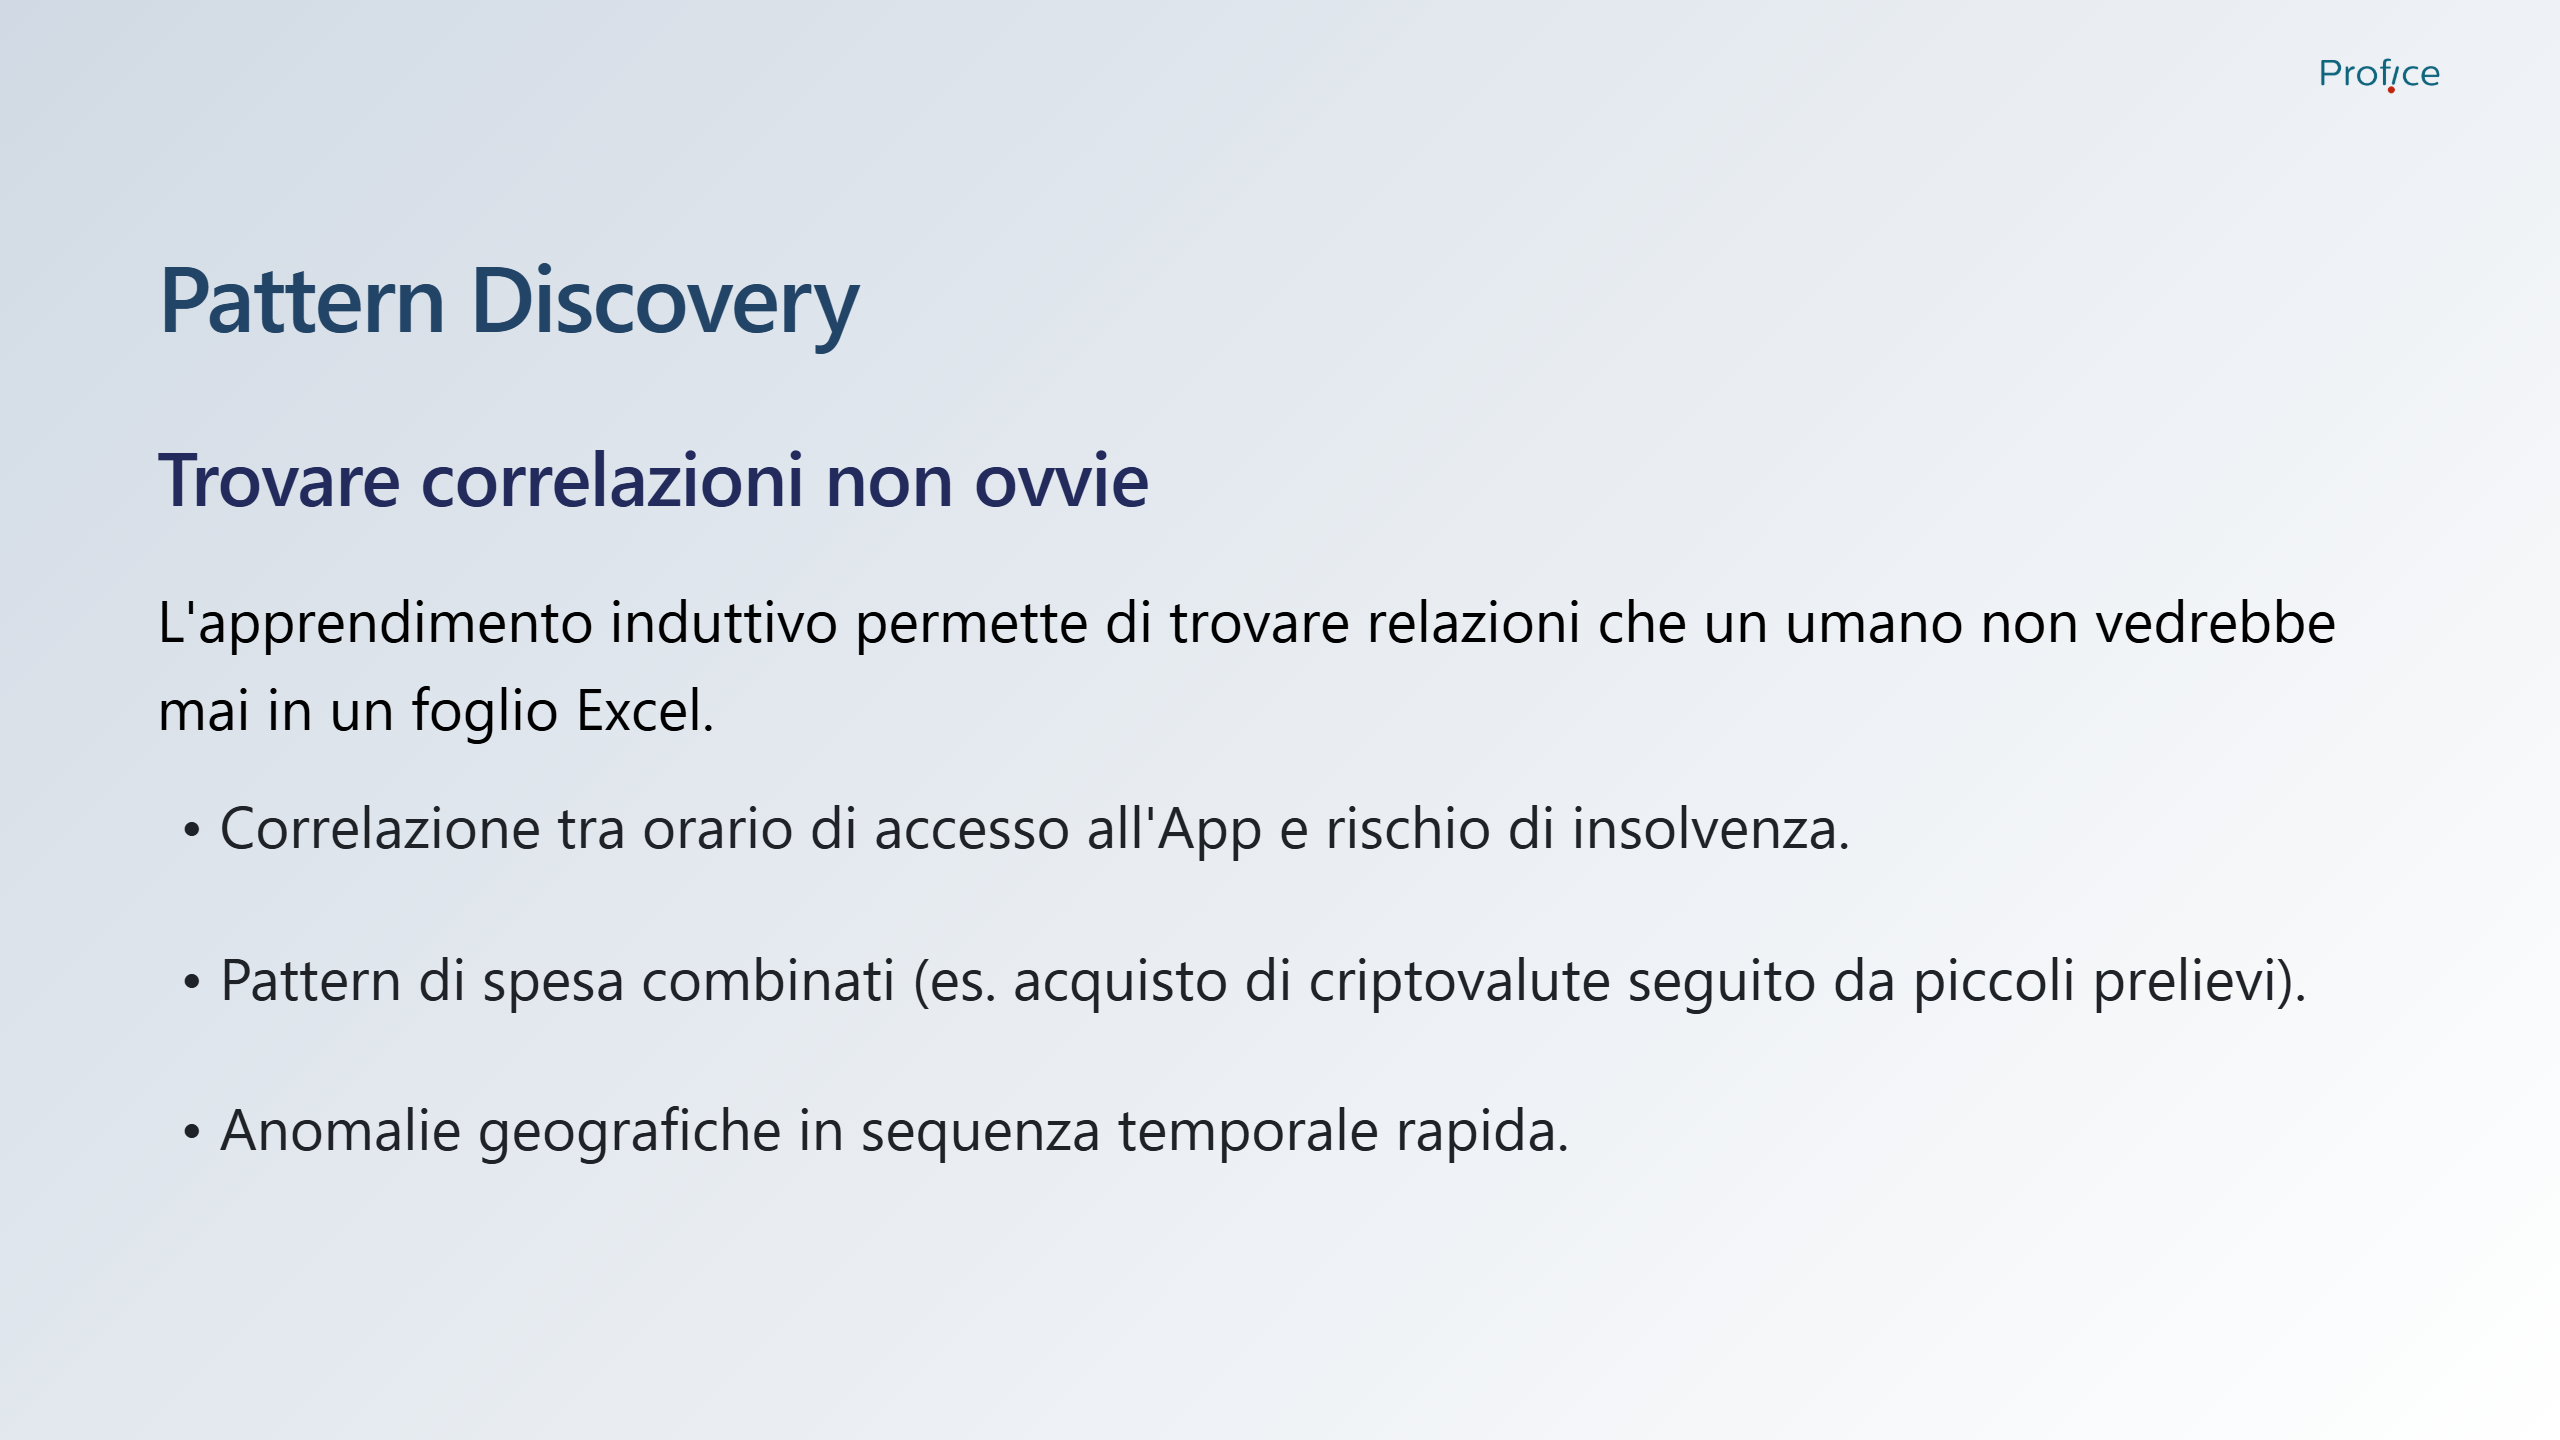 Profice
Pattern Discovery
Trovare correlazioni non ovvie
L'apprendimento induttivo permette di trovare relazioni che un umano non vedrebbe
mai in un foglio Excel.
• Correlazione tra orario di accesso all'App e rischio di insolvenza.
• Pattern di spesa combinati (es. acquisto di criptovalute seguito da piccoli prelievi).
• Anomalie geografiche in sequenza temporale rapida.